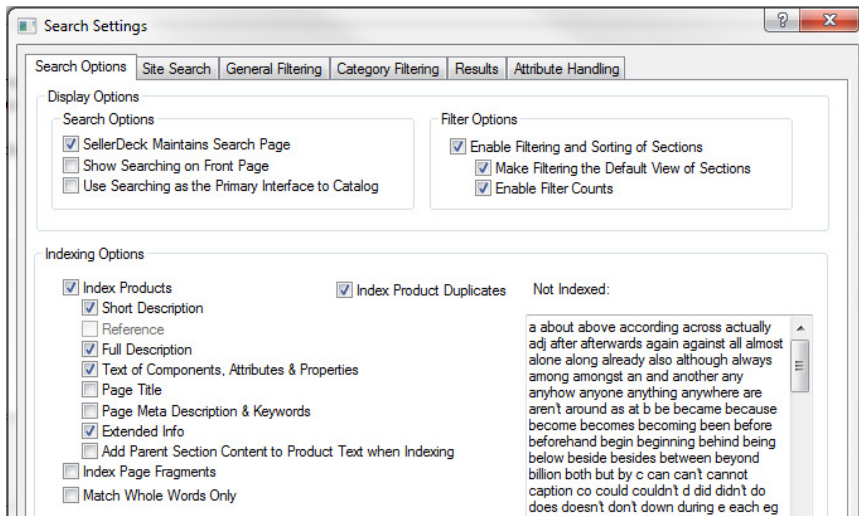 Search Settings
Search Options Site Search General Filtering Category Filtering Results Attribute Handling
Display Options
Search Options
SellerDeck Maintains Search Page
Show Searching on Front Page
Use Searching as the Primary Interface to Catalog
Filter Options
Enable Filtering and Sorting of Sections
Make Filtering the Default View of Sections
Enable Filter Counts
Indexing Options
Index Products
Short Description
Reference
Full Description
Text of Components, Attributes & Properties
Page Title
Page Meta Description & Keywords
Extended Info
Add Parent Section Content to Product Text when Indexing
Index Page Fragments
Match Whole Words Only
Index Product Duplicates
Not Indexed:
a about above according across actually
adj after afterwards again against all almost
alone along already also although always
among amongst an and another any
anyhow anyone anything anywhere are
aren't around as at b be became because
become becomes becoming been before
beforehand begin beginning behind being
below beside besides between beyond
billion both but by c can can't cannot
caption co could couldn't d did didn't do
does doesn't don't down during e each eg